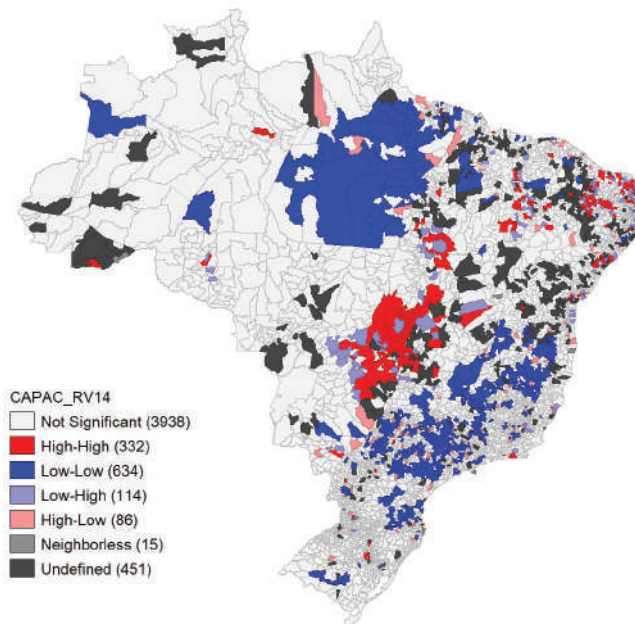 CAPAC_RV14
Not Significant (3938)
High-High (332)
Low-Low (634)
Low-High (114)
High-Low (86)
Neighborless (15)
Undefined (451)